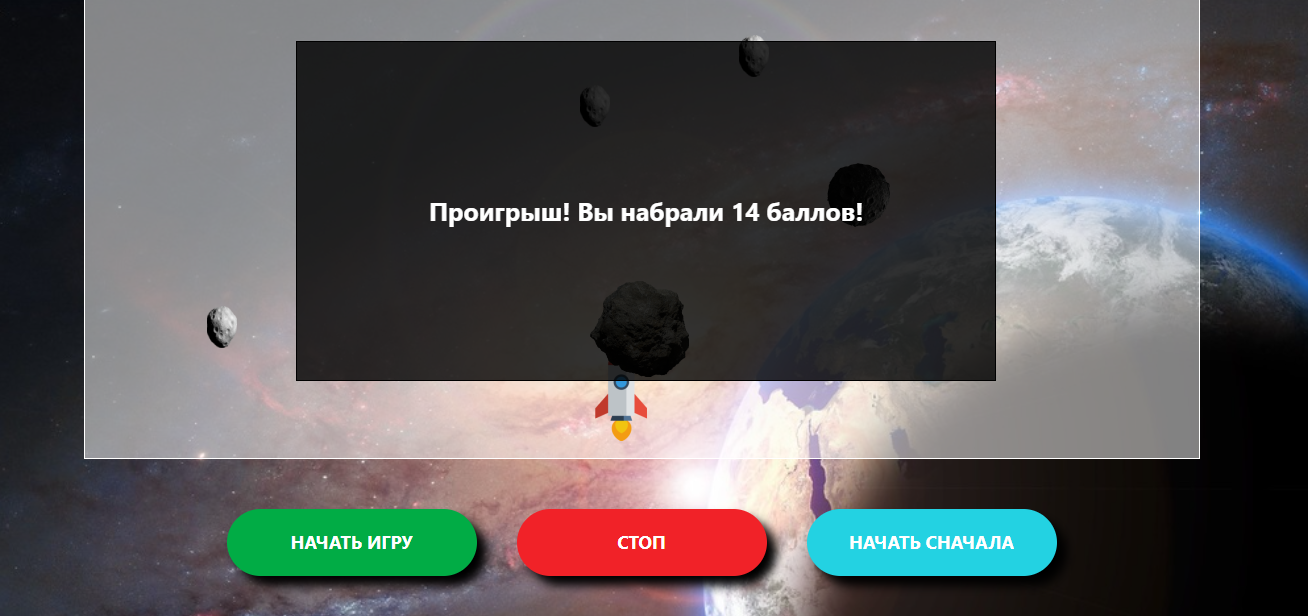 Проигрыш! Вы набрали 14 баллов!
НАЧАТЬ ИГРУ
СТОП
НАЧАТЬ СНАЧАЛА